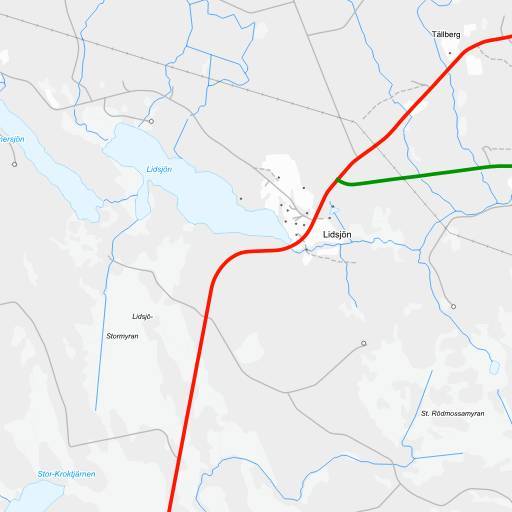 Tällberg
Lidsjön
Lidsjön
Lidsjö-
Stormyran
St. Rödmossamyran
Stor-Kroktjärnen